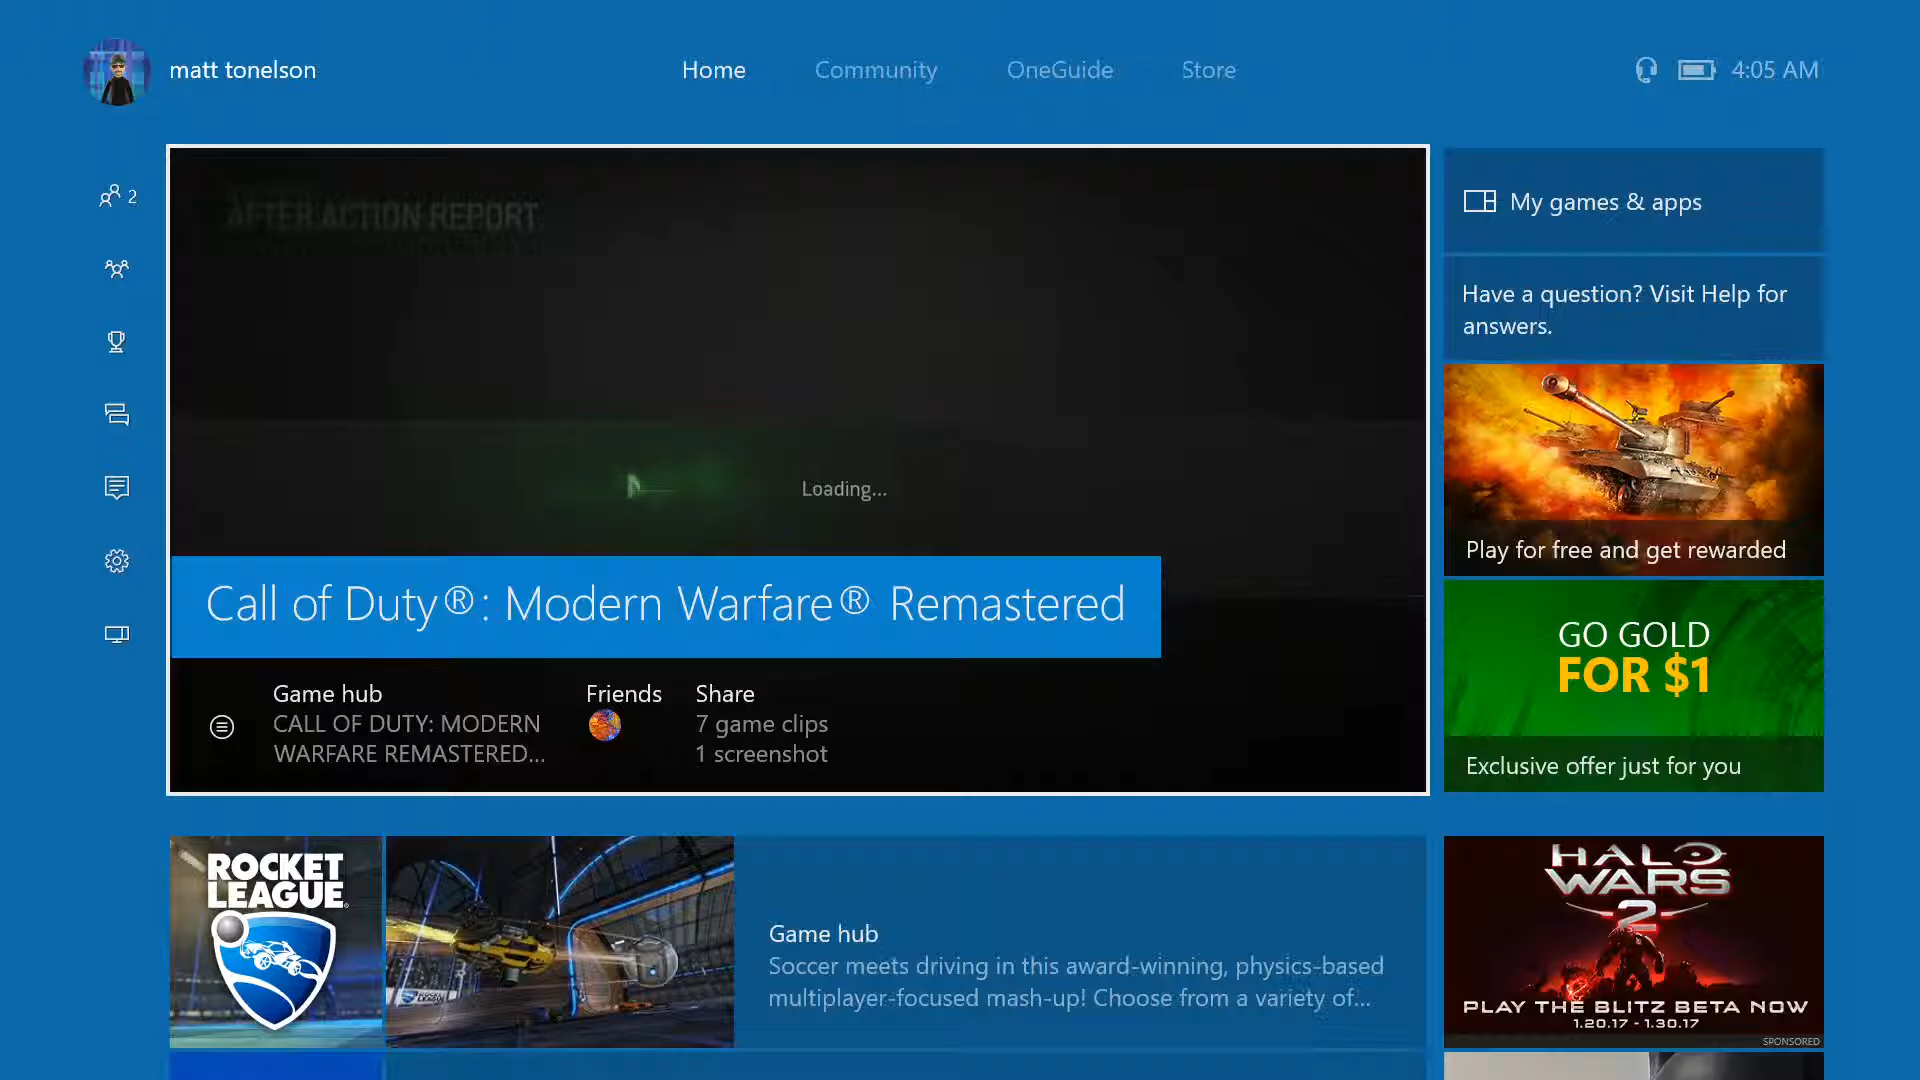 matt tonelson
Home
Community
OneGuide
Store
4:05 AM
2
AFTER ACTION REPORT
Loading...
Call of Duty®: Modern Warfare® Remastered
Game hub
CALL OF DUTY: MODERN
WARFARE REMASTERED...
Friends
Share
7 game clips
1 screenshot
My games & apps
Have a question? Visit Help for
answers.
Play for free and get rewarded
GO GOLD
FOR $1
Exclusive offer just for you
ROCKET
LEAGUE
Game hub
Soccer meets driving in this award-winning, physics-based
multiplayer-focused mash-up! Choose from a variety of...
HALO
WARS
2
PLAY THE BLITZ BETA NOW
1.20.17 - 1.30.17
SPONSORED